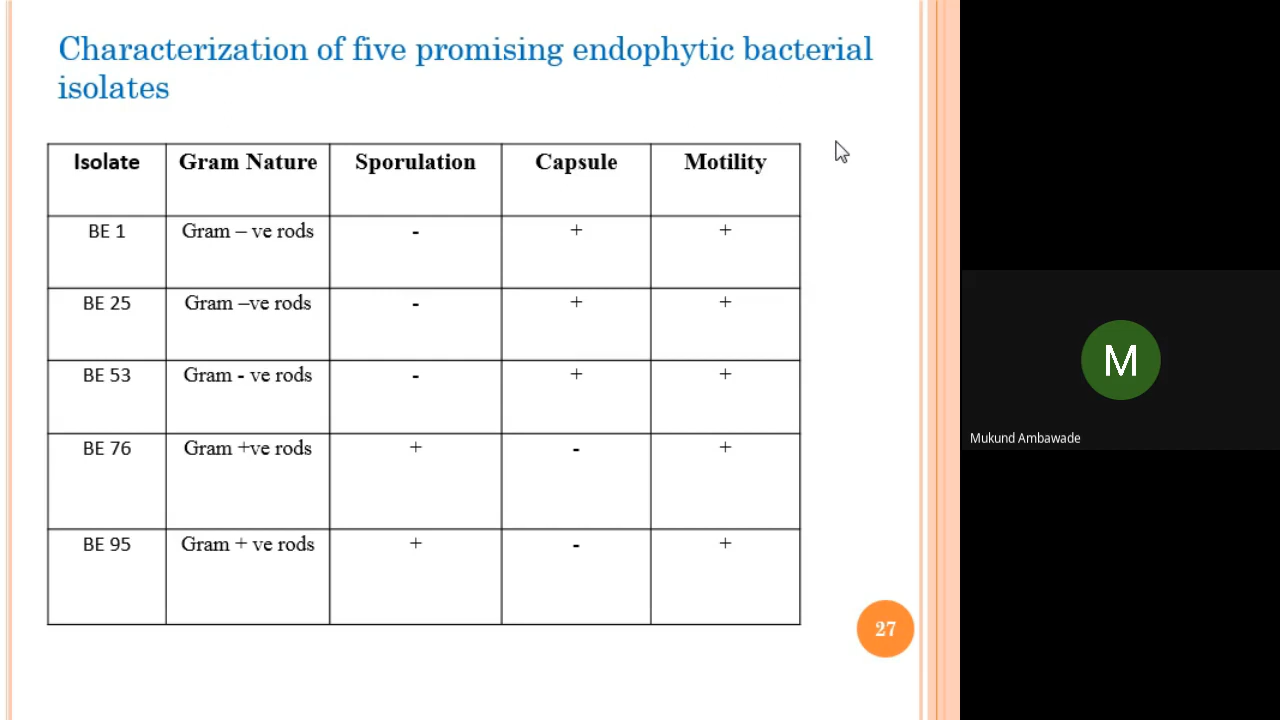 Characterization of five promising endophytic bacterial
isolates
Isolate Gram Nature Sporulation Capsule Motility
BE 1 Gram – ve rods - + +
BE 25 Gram –ve rods - + +
BE 53 Gram - ve rods - + +
BE 76 Gram +ve rods + - +
BE 95 Gram + ve rods + - +
27
M
Mukund Ambawade